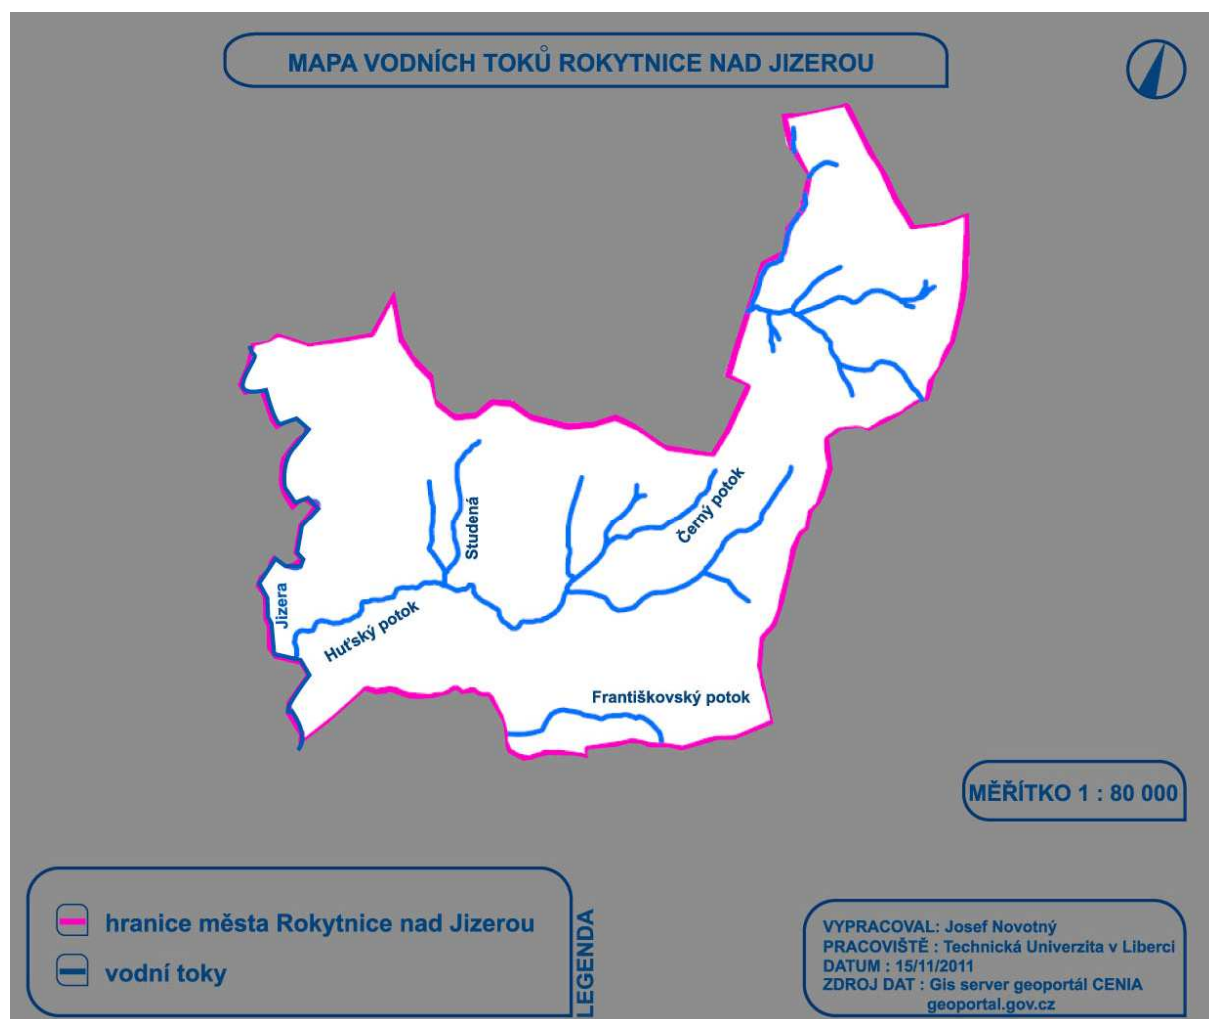 MAPA VODNÍCH TOKŮ ROKYTNICE NAD JIZEROU
Černý potok
Studená
Jizera
Huťský potok
Františkovský potok
MĚŘÍTKO 1 : 80 000
hranice města Rokytnice nad Jizerou
vodní toky
LEGENDA
VYPRACOVAL: Josef Novotný
PRACOVIŠTĚ : Technická Univerzita v Liberci
DATUM : 15/11/2011
ZDROJ DAT : Gis server geoportál CENIA
geoportal.gov.cz